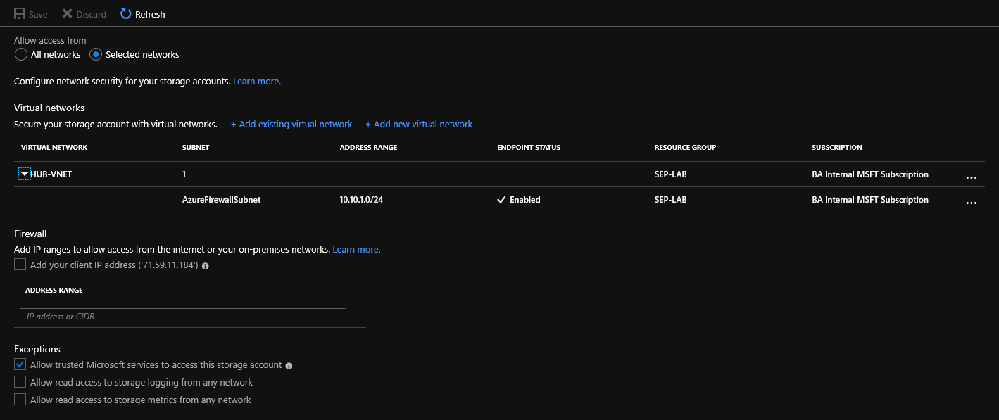 Save Discard Refresh
Allow access from
All networks Selected networks
Configure network security for your storage accounts. Learn more.
Virtual networks
Secure your storage account with virtual networks. + Add existing virtual network + Add new virtual network
VIRTUAL NETWORK SUBNET ADDRESS RANGE ENDPOINT STATUS RESOURCE GROUP SUBSCRIPTION
HUB-VNET 1 SEP-LAB BA Internal MSFT Subscription ...
AzureFirewallSubnet 10.10.1.0/24 Enabled SEP-LAB BA Internal MSFT Subscription ...
Firewall
Add IP ranges to allow access from the internet or your on-premises networks. Learn more.
Add your client IP address ('71.59.11.184')
ADDRESS RANGE
IP address or CIDR
Exceptions
Allow trusted Microsoft services to access this storage account
Allow read access to storage logging from any network
Allow read access to storage metrics from any network